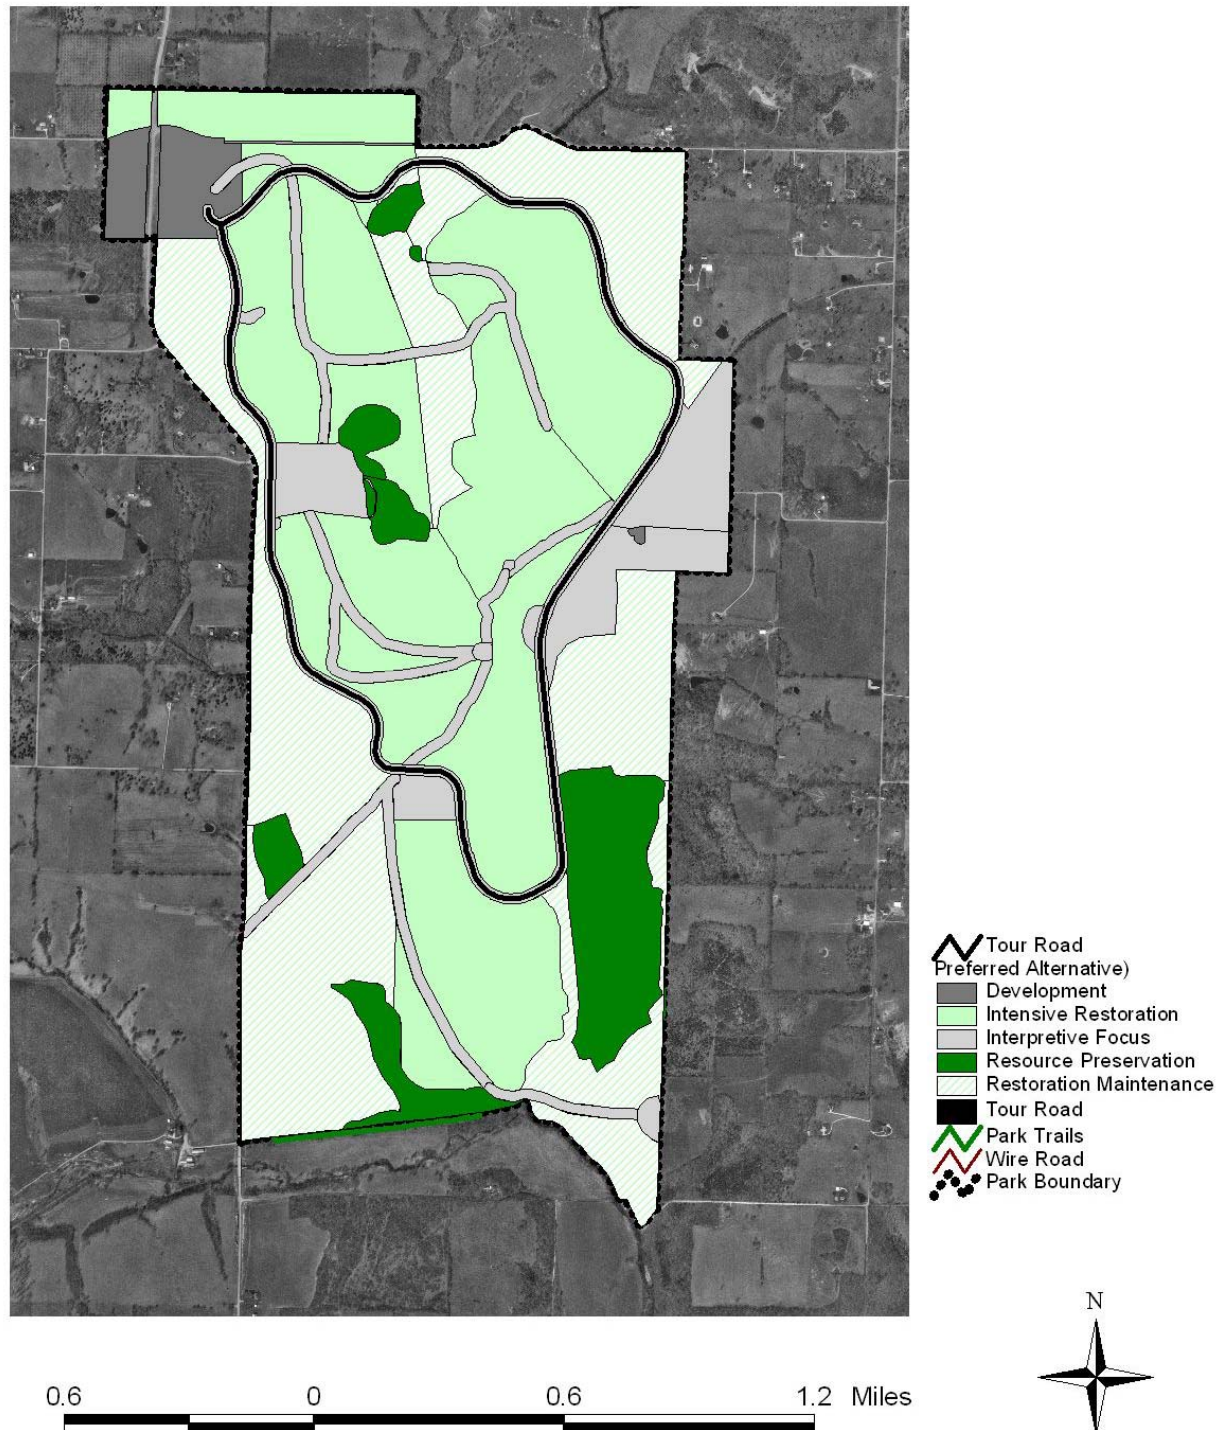 Tour Road
Preferred Alternative)
Development
Intensive Restoration
Interpretive Focus
Resource Preservation
Restoration Maintenance
Tour Road
Park Trails
Wire Road
Park Boundary
N
0.6 0 0.6 1.2 Miles